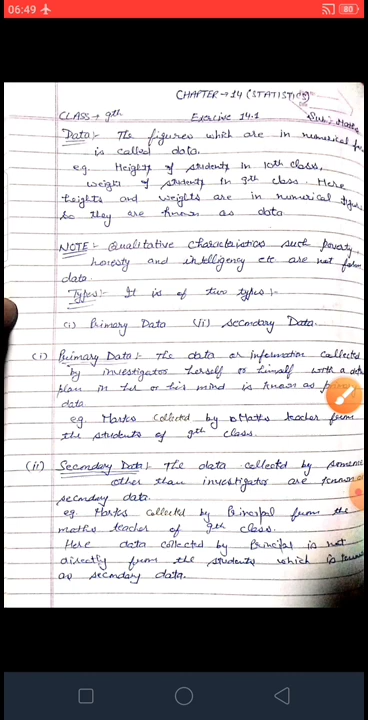 06:49
80
CHAPTER → 14 (STATISTICS)
CLASS → 9th Exercise 14.1 Sub:- Maths
Data:- The figures which are in numerical
is called data.
e.g. Heights of students in 10th class,
weight of students in 9th class. Here
heights and weights are in numerical figure
so they are known as data
NOTE:- Qualitative characteristics such poverty,
honesty and intelligency etc are not form
data.
Types:- It is of two types:-
(i) Primary Data (ii) secondary Data.
(i) Primary Data:- The data or information collected
by investigator herself or himself with a
plan in her or his mind is known as
data.
eg. Marks collected by Maths teacher from
the students of 9th class.
(ii) Secondary Data:- The data collected by someone
other than investigator are known as
secondary data.
eg. Marks collected by Principal from the
maths teacher of 9th class.
Here data collected by Principal is not
directly from the students which is known
as secondary data.